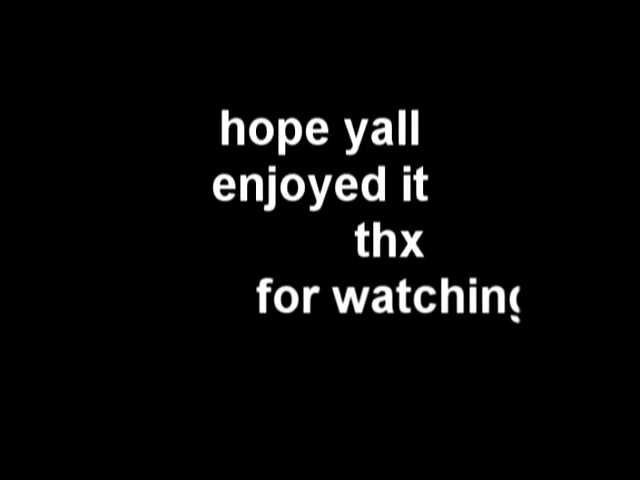 hope yall
enjoyed it
thx
for watching